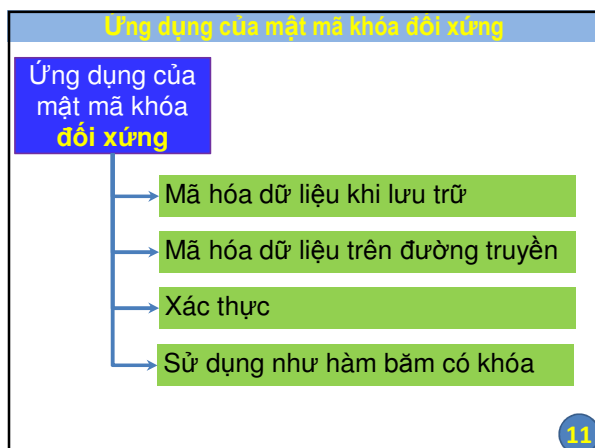 Ứng dụng của mật mã khóa đối xứng
Ứng dụng của
mật mã khóa
đối xứng
Mã hóa dữ liệu khi lưu trữ
Mã hóa dữ liệu trên đường truyền
Xác thực
Sử dụng như hàm băm có khóa
11